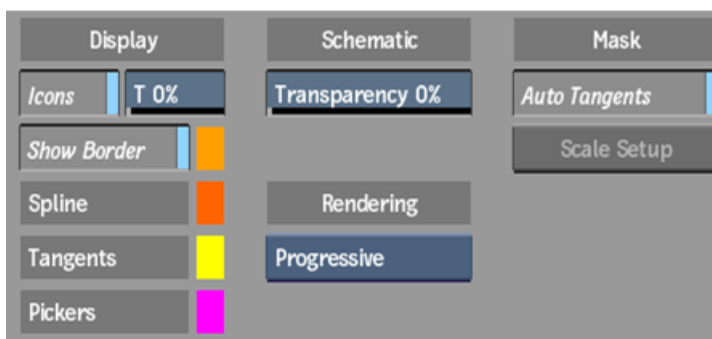 Display
Icons
T 0%
Show Border
Spline
Tangents
Pickers
Schematic
Transparency 0%
Rendering
Progressive
Mask
Auto Tangents
Scale Setup